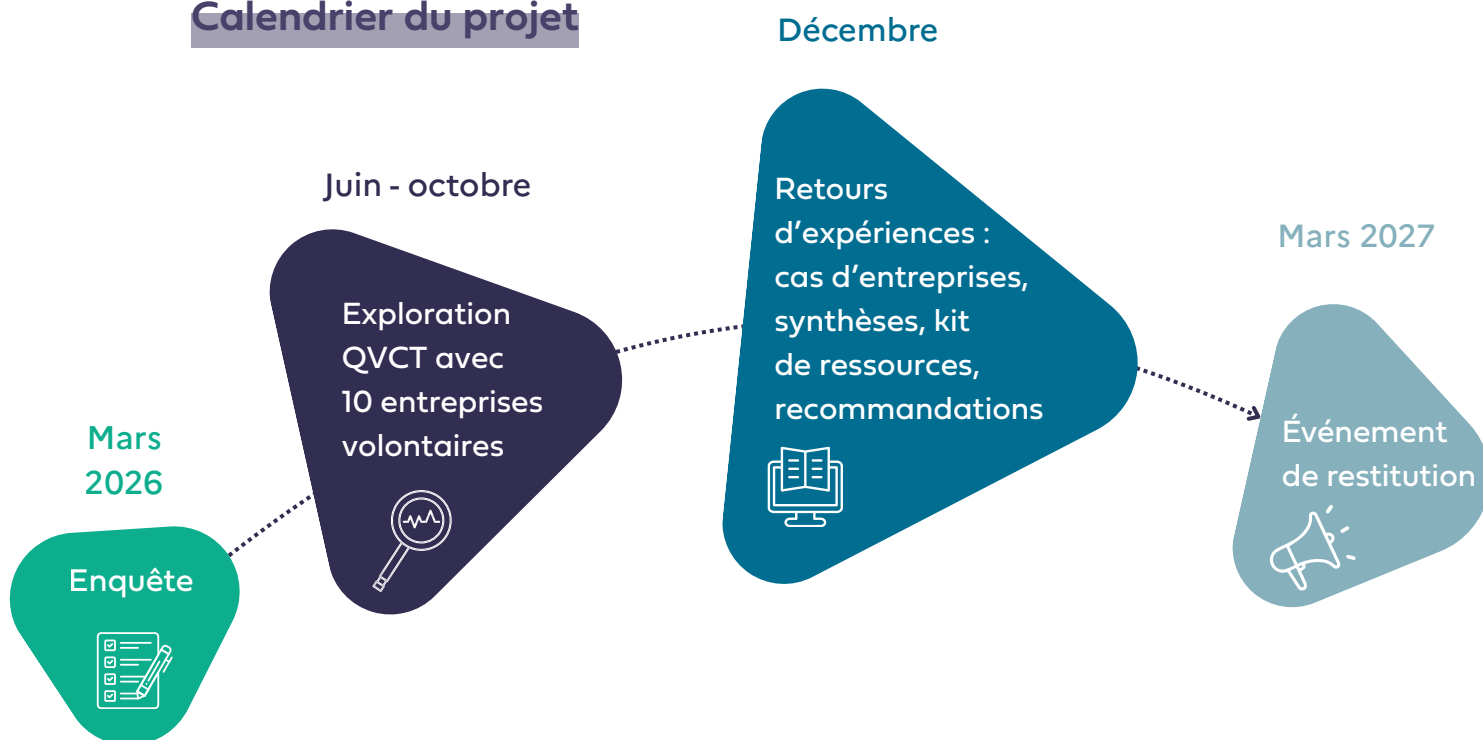 Calendrier du projet
Mars
2026
Enquête
Juin - octobre
Exploration
QVCT avec
10 entreprises
volontaires
Décembre
Retours
d’expériences :
cas d’entreprises,
synthèses, kit
de ressources,
recommandations
Mars 2027
Événement
de restitution